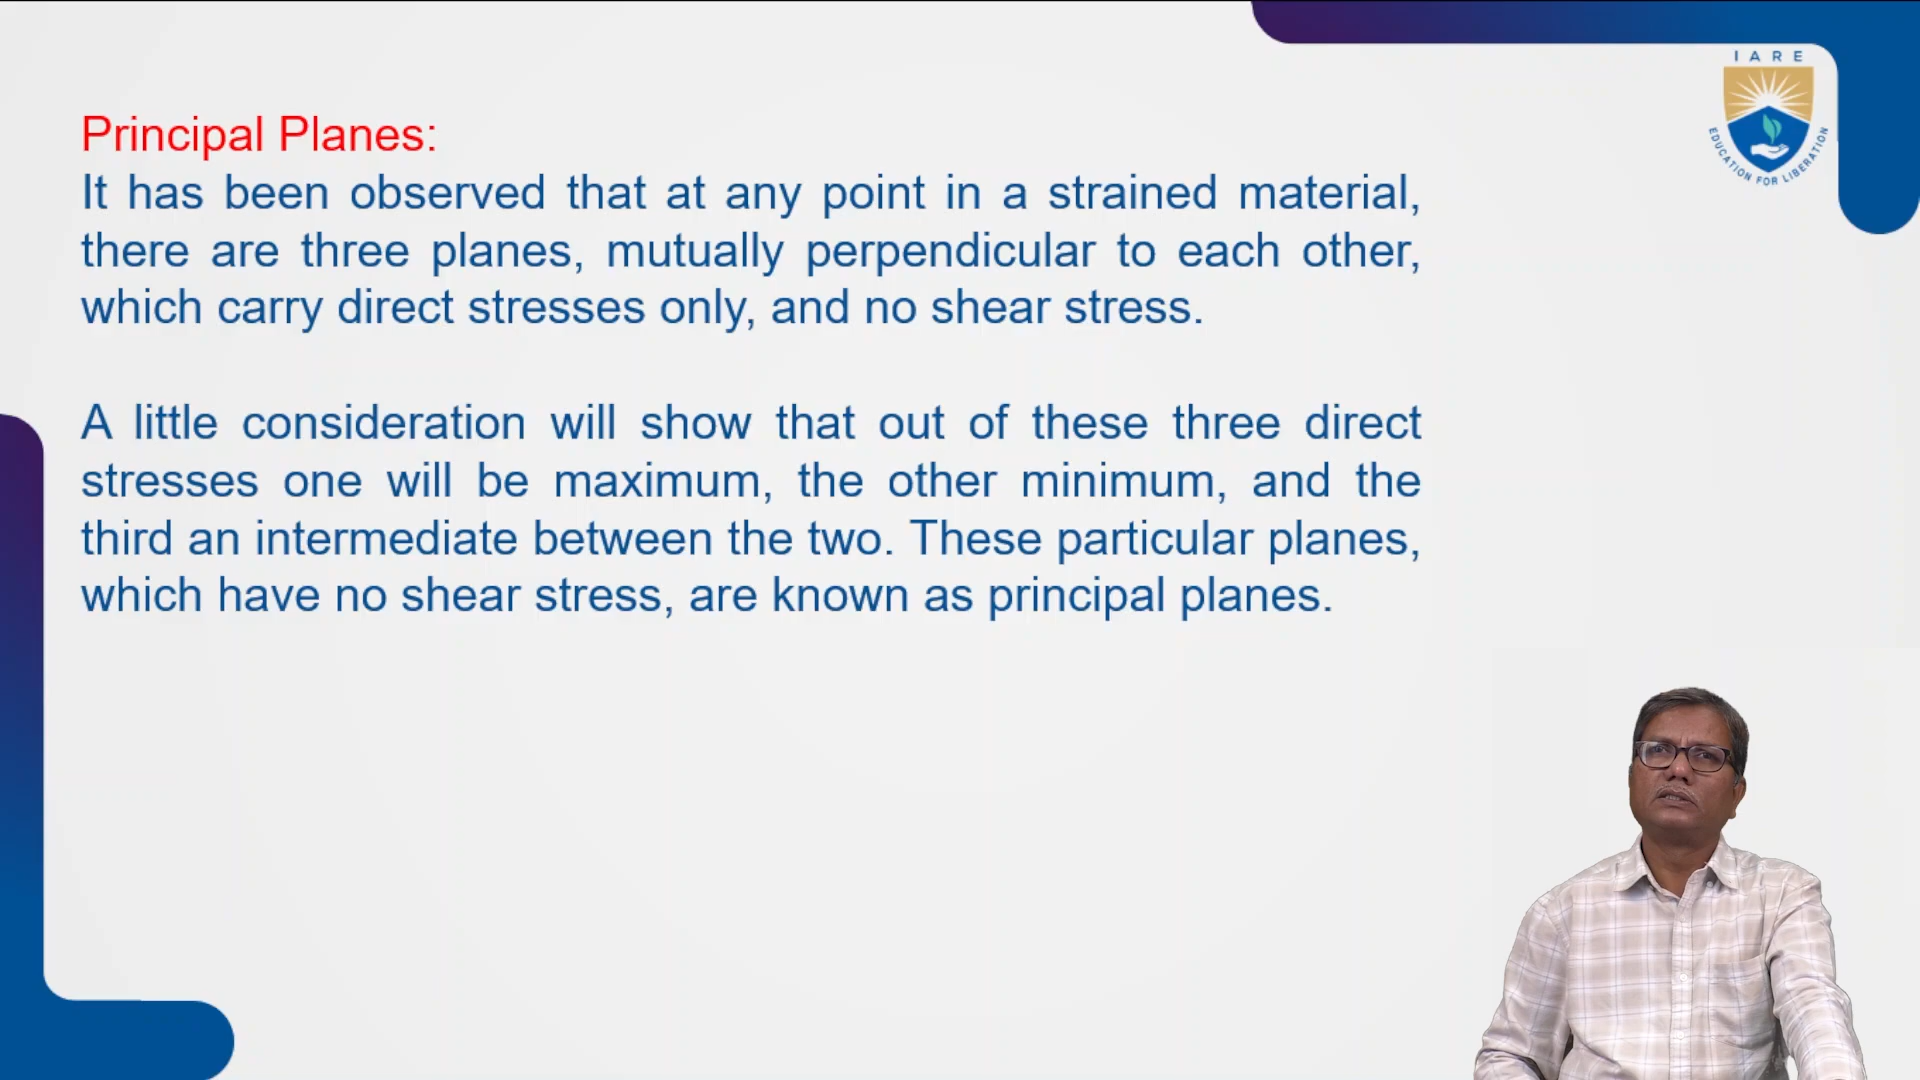 I A R E
EDUCATION FOR LIBERATION
Principal Planes:
It has been observed that at any point in a strained material,
there are three planes, mutually perpendicular to each other,
which carry direct stresses only, and no shear stress.
A little consideration will show that out of these three direct
stresses one will be maximum, the other minimum, and the
third an intermediate between the two. These particular planes,
which have no shear stress, are known as principal planes.